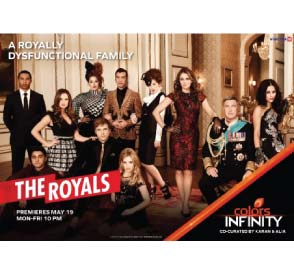 A ROYALLY
DYSFUNCTIONAL FAMILY
THE ROYALS
PREMIERES MAY 19
MON-FRI 10 PM
colors
INFINITY
CO-CURATED BY KARAN & ALIA